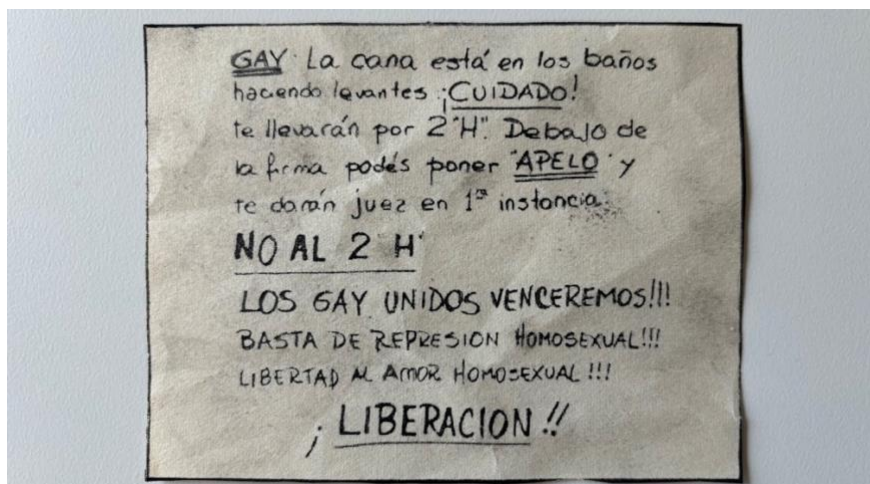 GAY La cana está en los baños
haciendo levantes ¡CUIDADO!
te llevarán por 2 "H". Debajo de
la firma podés poner "APELO" y
te darán juez en 1ª instancia.
NO AL 2 "H"
LOS GAY UNIDOS VENCEREMOS!!!
BASTA DE REPRESION HOMOSEXUAL!!!
LIBERTAD AL AMOR HOMOSEXUAL!!!
¡LIBERACION!!